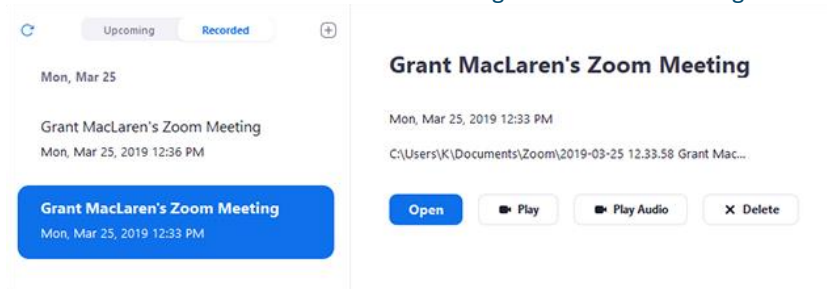 Upcoming Recorded
Mon, Mar 25
Grant MacLaren's Zoom Meeting
Mon, Mar 25, 2019 12:36 PM
Grant MacLaren's Zoom Meeting
Mon, Mar 25, 2019 12:33 PM
Grant MacLaren's Zoom Meeting
Mon, Mar 25, 2019 12:33 PM
C:\Users\K\Documents\Zoom\2019-03-25 12.33.58 Grant Mac...
Open Play Play Audio Delete